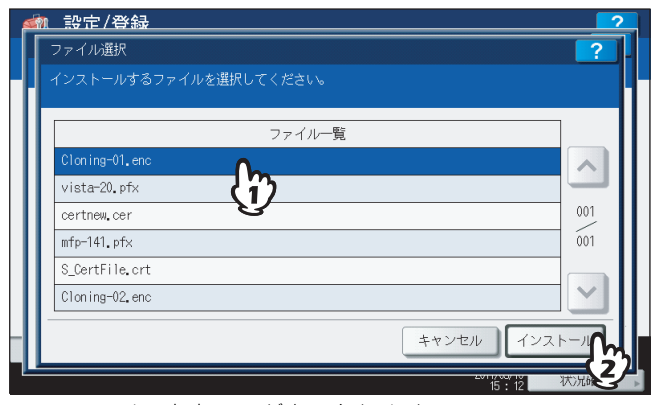 設定/登録
?
ファイル選択
?
インストールするファイルを選択してください。
ファイル一覧
Cloning-01.enc
vista-20.pfx
certnew.cer
mfp-141.pfx
S_CertFile.crt
Cloning-02.enc
001
001
1
キャンセル
インストール
2
15:12